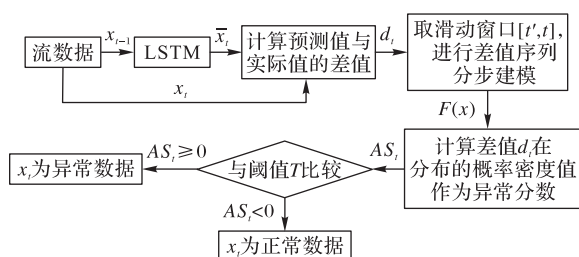 流数据
x_{t-1}
LSTM
x̄_t
计算预测值与
实际值的差值
d_t
取滑动窗口[t′,t],
进行差值序列
分步建模
x_t
F(x)
计算差值d_t在
分布的概率密度值
作为异常分数
AS_t
与阈值T比较
AS_t≥0
x_t为异常数据
AS_t<0
x_t为正常数据